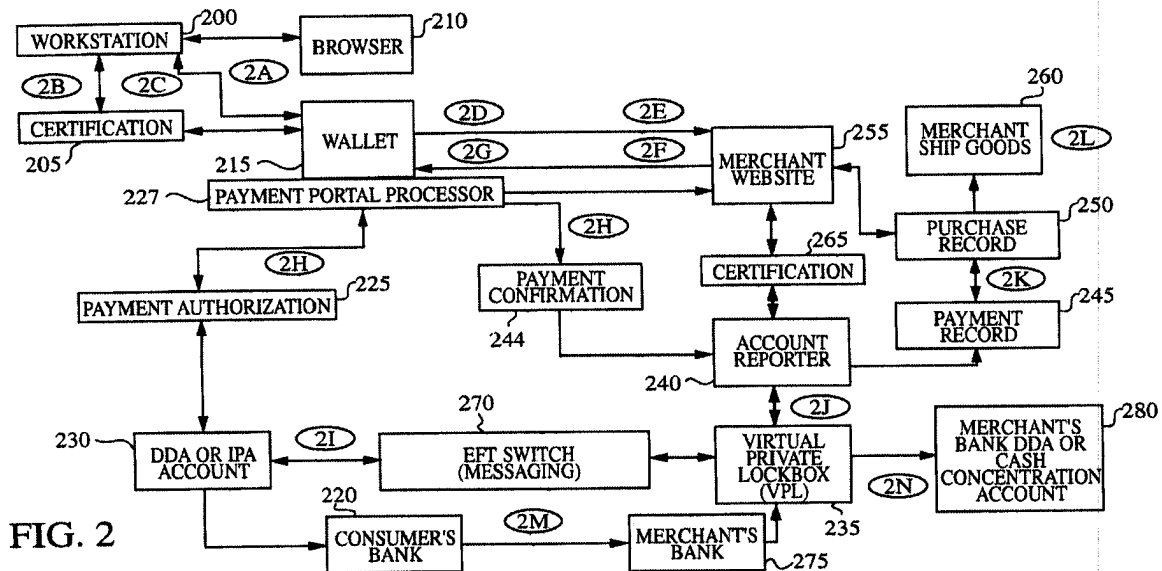 200
WORKSTATION
BROWSER
210
2B
2C
2A
CERTIFICATION
205
WALLET
215
2D
2E
2G
2F
MERCHANT
WEBSITE
255
260
MERCHANT
SHIP GOODS
2L
227
PAYMENT PORTAL PROCESSOR
2H
2H
PAYMENT AUTHORIZATION
225
PAYMENT
CONFIRMATION
244
265
CERTIFICATION
250
PURCHASE
RECORD
2K
245
PAYMENT
RECORD
ACCOUNT
REPORTER
240
2J
230
DDA OR IPA
ACCOUNT
2I
270
EFT SWITCH
(MESSAGING)
VIRTUAL
PRIVATE
LOCKBOX
(VPL)
235
2N
280
MERCHANT'S
BANK DDA OR
CASH
CONCENTRATION
ACCOUNT
220
CONSUMER'S
BANK
2M
MERCHANT'S
BANK
275
FIG. 2